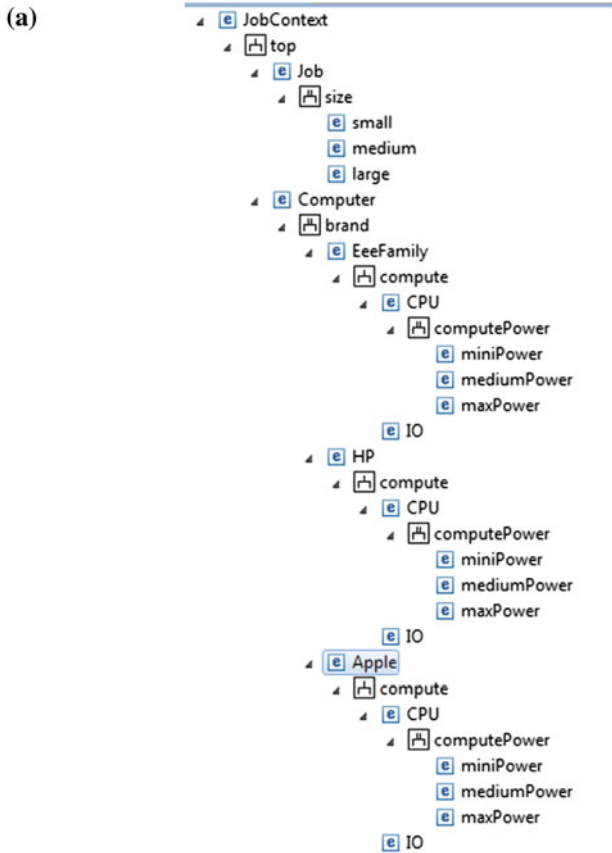 (a)
JobContext
top
Job
size
small
medium
large
Computer
brand
EeeFamily
compute
CPU
computePower
miniPower
mediumPower
maxPower
IO
HP
compute
CPU
computePower
miniPower
mediumPower
maxPower
IO
Apple
compute
CPU
computePower
miniPower
mediumPower
maxPower
IO